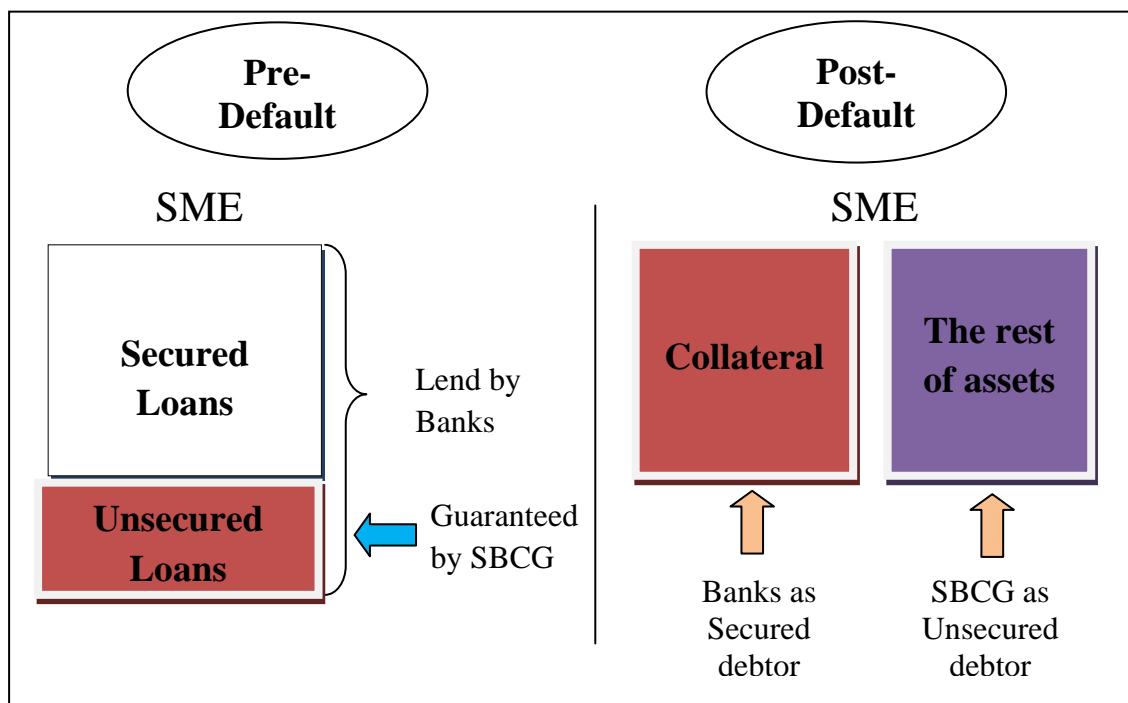 Pre-
Default
Post-
Default
SME
SME
Secured
Loans
Lend by
Banks
Unsecured
Loans
Guaranteed
by SBCG
Collateral
The rest
of assets
Banks as
Secured
debtor
SBCG as
Unsecured
debtor